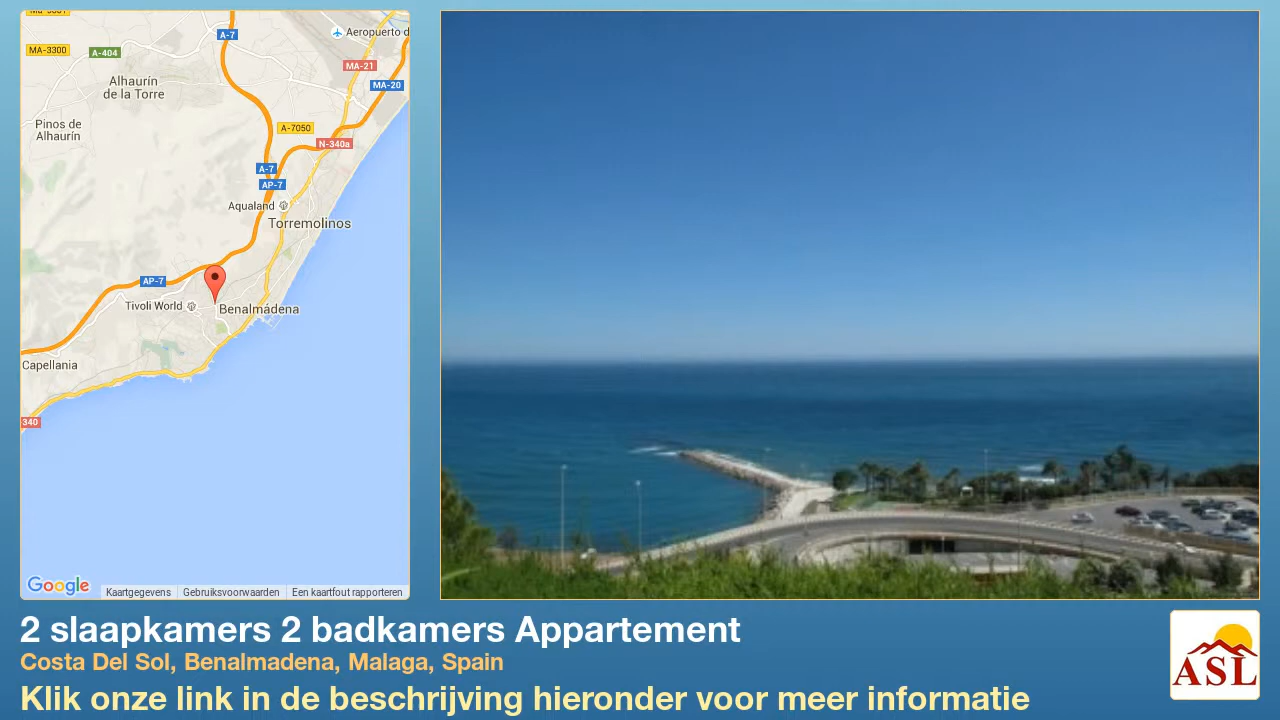 A-7
Aeropuerto d
MA-3300
A-404
MA-21
MA-20
Alhaurín
de la Torre
Pinos de
Alhaurín
A-7050
N-340a
A-7
AP-7
Aqualand
Torremolinos
AP-7
Tivoli World
Benalmádena
Capellania
340
Google
Kaartgegevens
Gebruiksvoorwaarden
Een kaartfout rapporteren
2 slaapkamers 2 badkamers Appartement
Costa Del Sol, Benalmadena, Malaga, Spain
Klik onze link in de beschrijving hieronder voor meer informatie
ASL